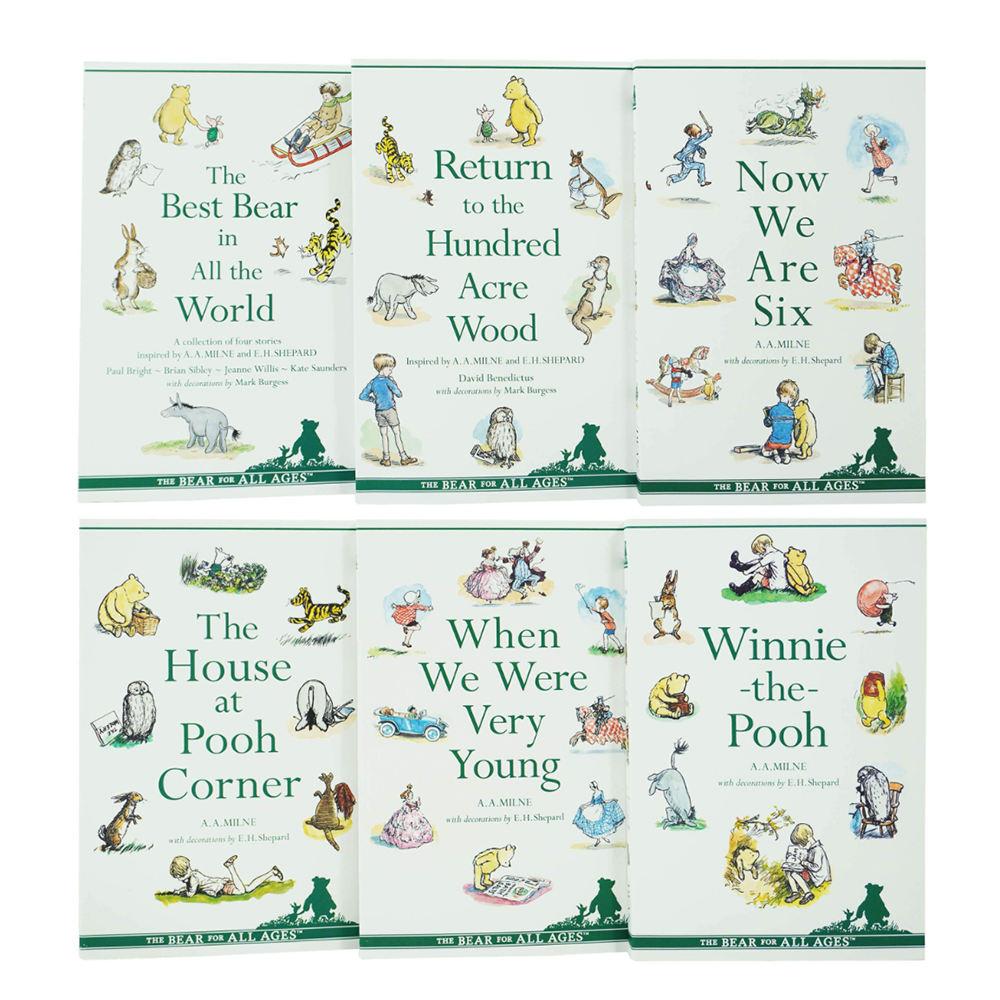 The
Best Bear
in
All the
World
A collection of four stories
inspired by A.A.MILNE and E.H.SHEPARD
Paul Bright ~ Brian Sibley ~ Jeanne Willis ~ Kate Saunders
with decorations by Mark Burgess
THE BEAR FOR ALL AGES™
Return
to the
Hundred
Acre
Wood
Inspired by A.A.MILNE and E.H.SHEPARD
David Benedictus
with decorations by Mark Burgess
THE BEAR FOR ALL AGES™
Now
We
Are
Six
A.A.MILNE
with decorations by E.H.Shepard
THE BEAR FOR ALL AGES™
The
House
at
Pooh
Corner
A.A.MILNE
with decorations by E.H.Shepard
THE BEAR FOR ALL AGES™
When
We Were
Very
Young
A.A.MILNE
with decorations by E.H.Shepard
THE BEAR FOR ALL AGES™
Winnie
-the-
Pooh
A.A.MILNE
with decorations by E.H.Shepard
THE BEAR FOR ALL AGES™